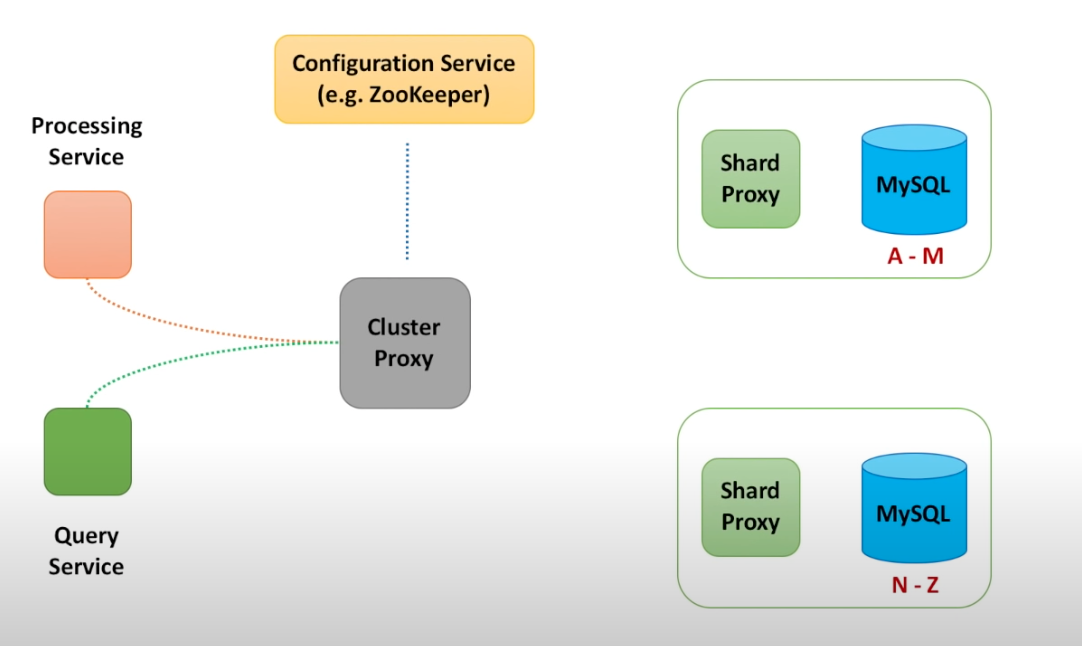 Configuration Service
(e.g. ZooKeeper)
Processing
Service
Shard
Proxy
MySQL
A - M
Cluster
Proxy
Shard
Proxy
MySQL
N - Z
Query
Service